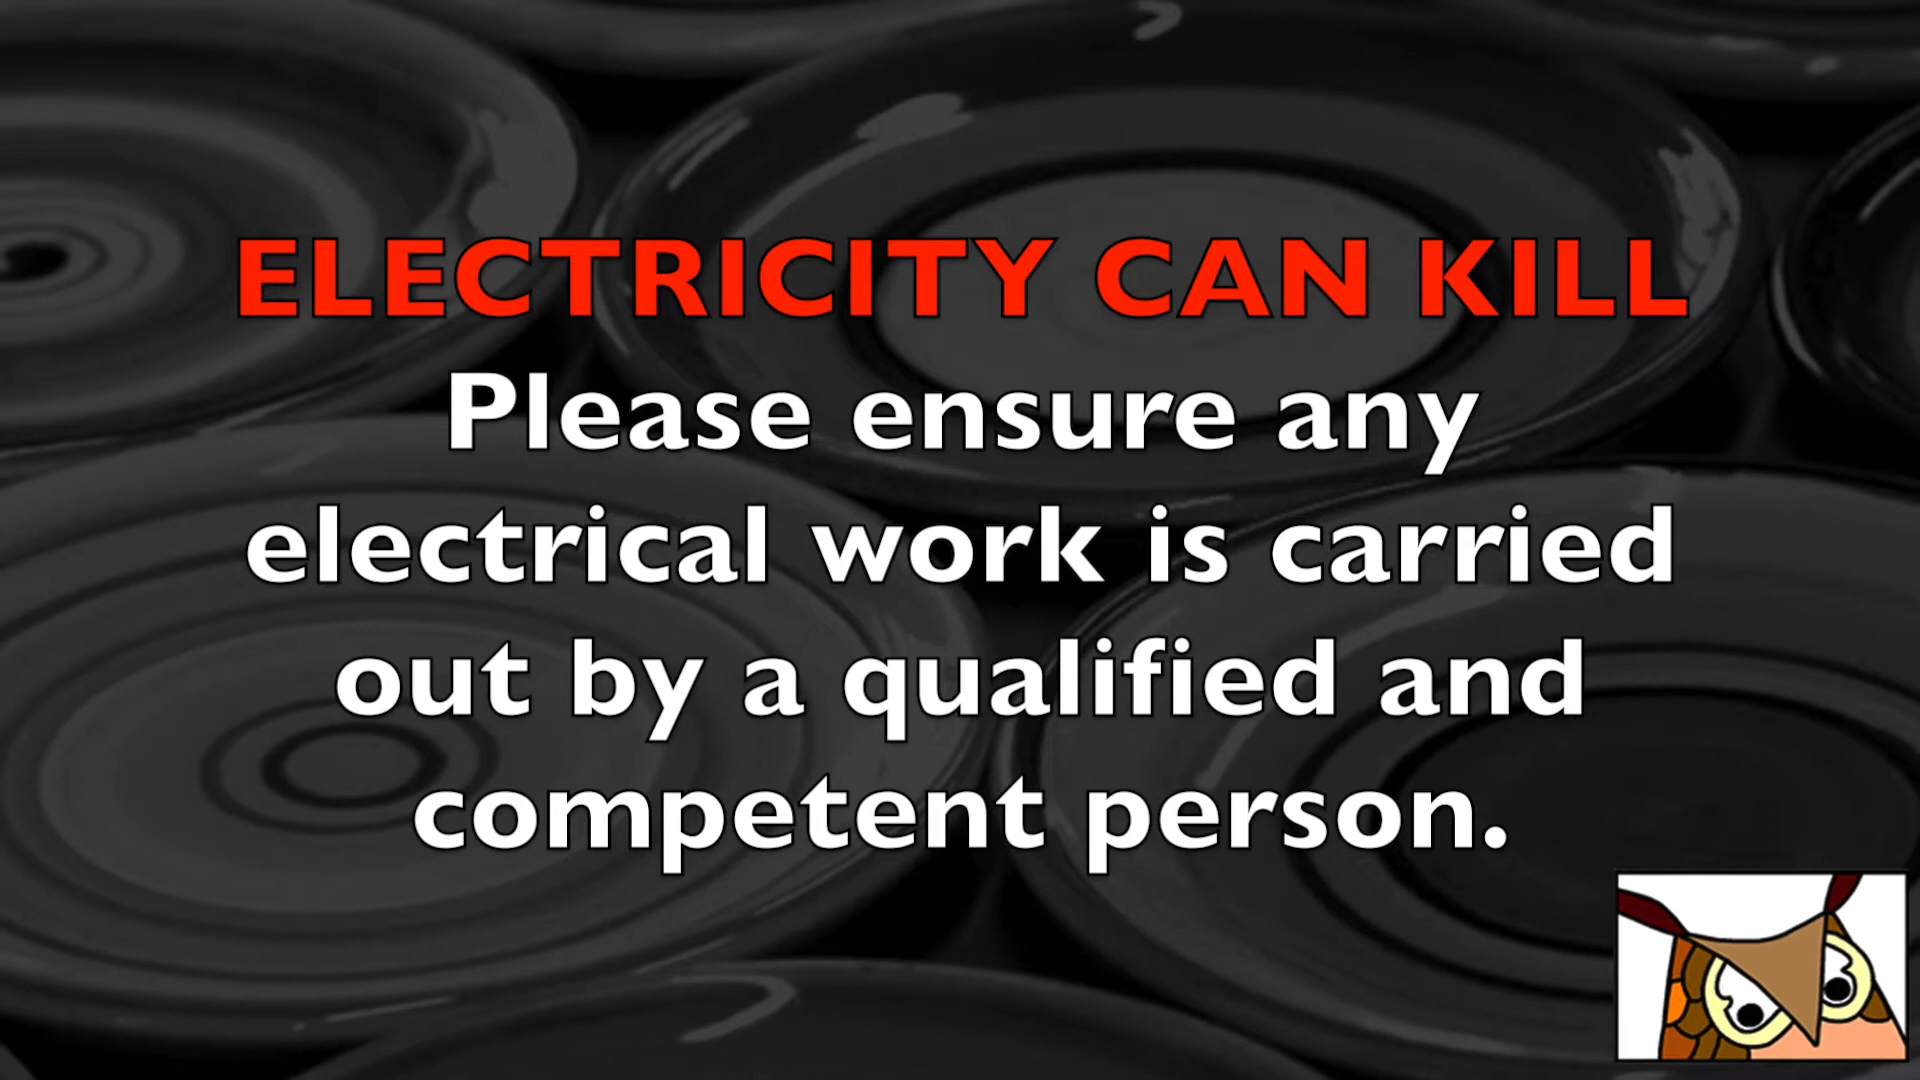 ELECTRICITY CAN KILL
Please ensure any
electrical work is carried
out by a qualified and
competent person.